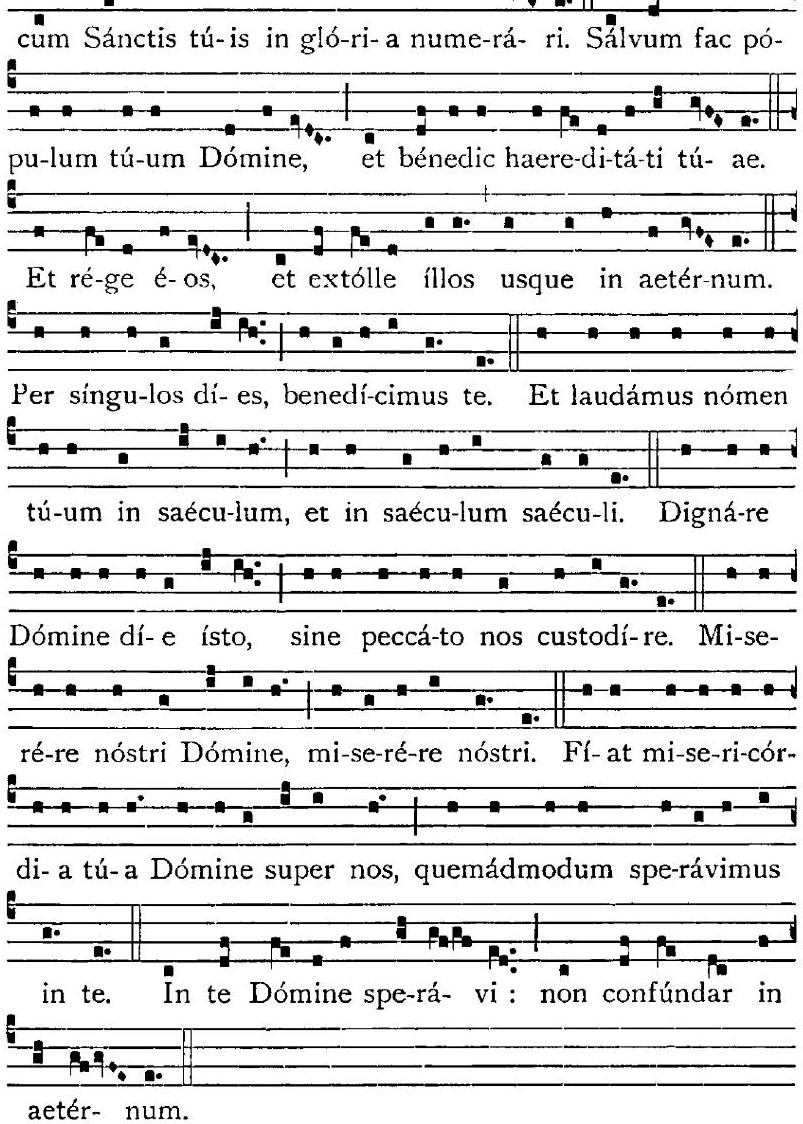 cum Sánctis tú-is in gló-ri-a nume-rá- ri. Sálvum fac pó-
pu-lum tú-um Dómine, et bénedic haere-di-tá-ti tú- ae.
Et ré-ge é-os, et extólle íllos usque in aetér-num.
Per síngu-los dí- es, benedí-cimus te. Et laudámus nómen
tú-um in saécu-lum, et in saécu-lum saécu-li. Digná-re
Dómine dí- e ísto, sine peccá-to nos custodí- re. Mi-se-
ré-re nóstri Dómine, mi-se-ré-re nóstri. Fí- at mi-se-ri-cór-
di- a tú- a Dómine super nos, quemádmodum spe-rávimus
in te. In te Dómine spe-rá- vi : non confúndar in
aetér- num.